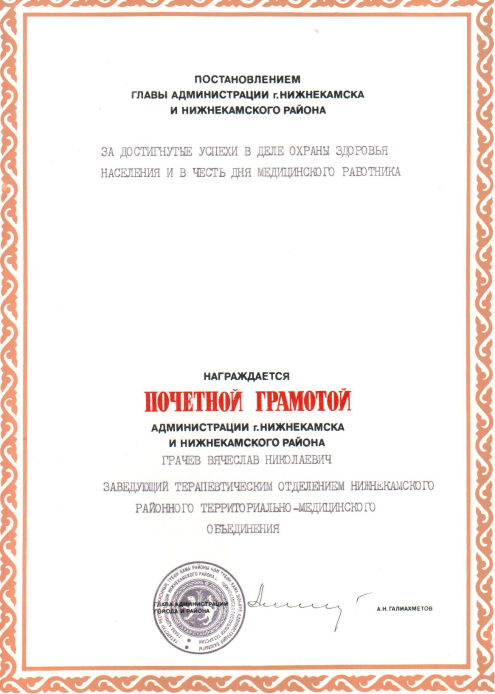 ПОСТАНОВЛЕНИЕМ
ГЛАВЫ АДМИНИСТРАЦИИ г.НИЖНЕКАМСКА
И НИЖНЕКАМСКОГО РАЙОНА
ЗА ДОСТИГНУТЫЕ УСПЕХИ В ДЕЛЕ ОХРАНЫ ЗДОРОВЬЯ
НАСЕЛЕНИЯ И В ЧЕСТЬ ДНЯ МЕДИЦИНСКОГО РАБОТНИКА
НАГРАЖДАЕТСЯ
ПОЧЕТНОЙ ГРАМОТОЙ
АДМИНИСТРАЦИИ г.НИЖНЕКАМСКА
И НИЖНЕКАМСКОГО РАЙОНА
ГРАЧЕВ ВЯЧЕСЛАВ НИКОЛАЕВИЧ
ЗАВЕДУЮЩИЙ ТЕРАПЕВТИЧЕСКИМ ОТДЕЛЕНИЕМ НИЖНЕКАМСКОГО
РАЙОННОГО ТЕРРИТОРИАЛЬНО-МЕДИЦИНСКОГО
ОБЪЕДИНЕНИЯ
ГЛАВА АДМИНИСТРАЦИИ
ГОРОДА И РАЙОНА
А.Н. ГАЛИАХМЕТОВ